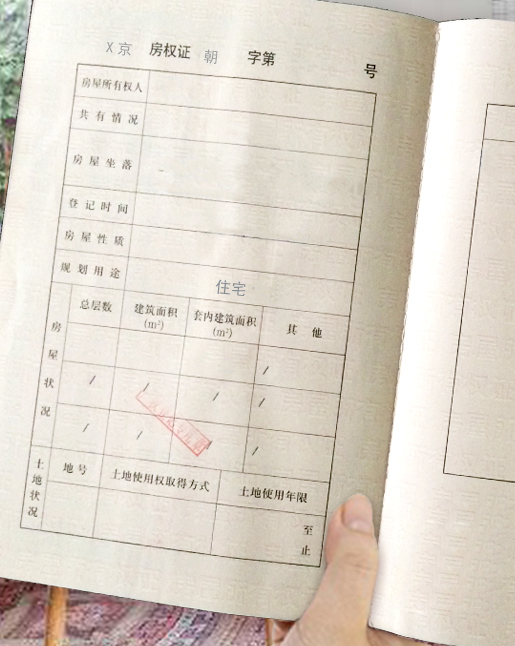 X 京 房权证 朝 字第 号
房屋所有权人
共有情况
房屋坐落
登记时间
房屋性质
规划用途 住宅
房屋状况
总层数 建筑面积(m²) 套内建筑面积(m²) 其他
/
/ / / /
/ / /
土地状况
地号 土地使用权取得方式 土地使用年限
至
止